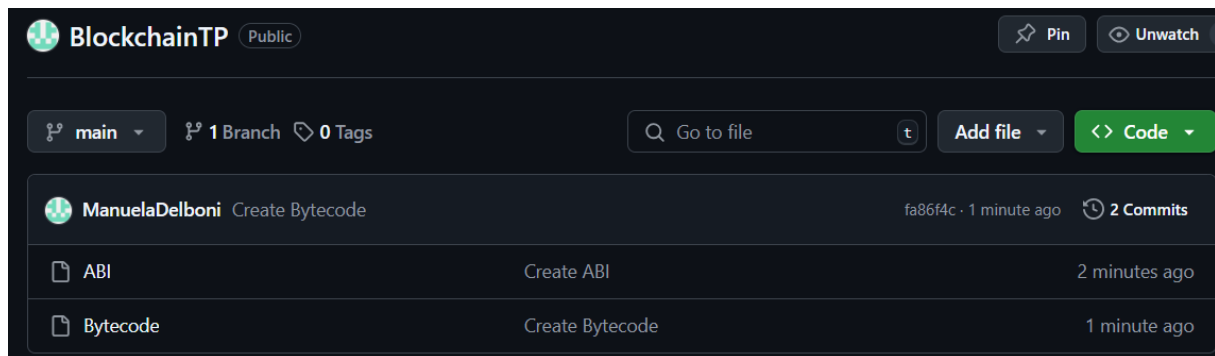 BlockchainTP Public Pin Unwatch
main 1 Branch 0 Tags Go to file t Add file <> Code
ManuelaDelboni Create Bytecode fa86f4c · 1 minute ago 2 Commits
ABI Create ABI 2 minutes ago
Bytecode Create Bytecode 1 minute ago